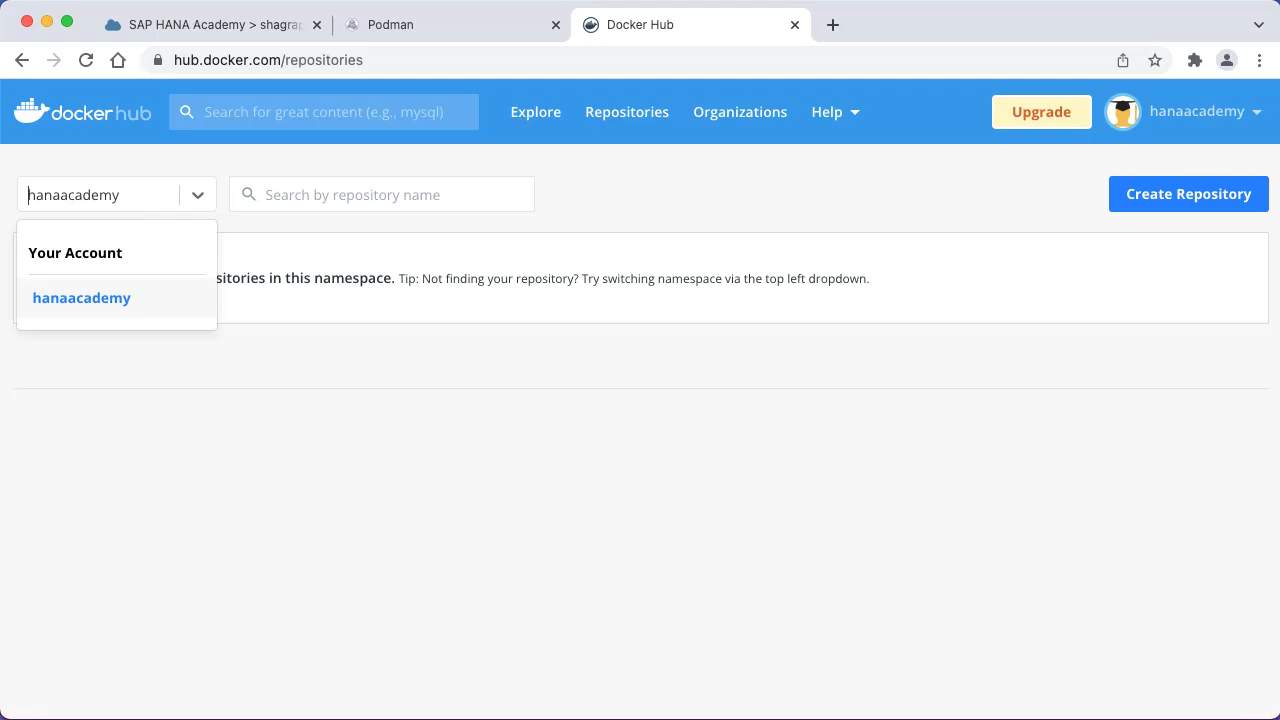 SAP HANA Academy > shagra
Podman
Docker Hub
hub.docker.com/repositories
docker hub
Search for great content (e.g., mysql)
Explore
Repositories
Organizations
Help
Upgrade
hanaacademy
hanaacademy
Search by repository name
Create Repository
Your Account
hanaacademy
sitories in this namespace. Tip: Not finding your repository? Try switching namespace via the top left dropdown.